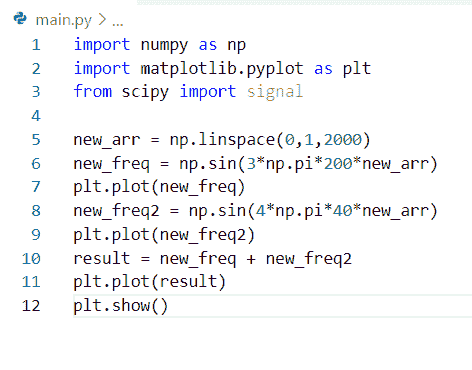 main.py > ...
1 import numpy as np
2 import matplotlib.pyplot as plt
3 from scipy import signal
4
5 new_arr = np.linspace(0,1,2000)
6 new_freq = np.sin(3*np.pi*200*new_arr)
7 plt.plot(new_freq)
8 new_freq2 = np.sin(4*np.pi*40*new_arr)
9 plt.plot(new_freq2)
10 result = new_freq + new_freq2
11 plt.plot(result)
12 plt.show()